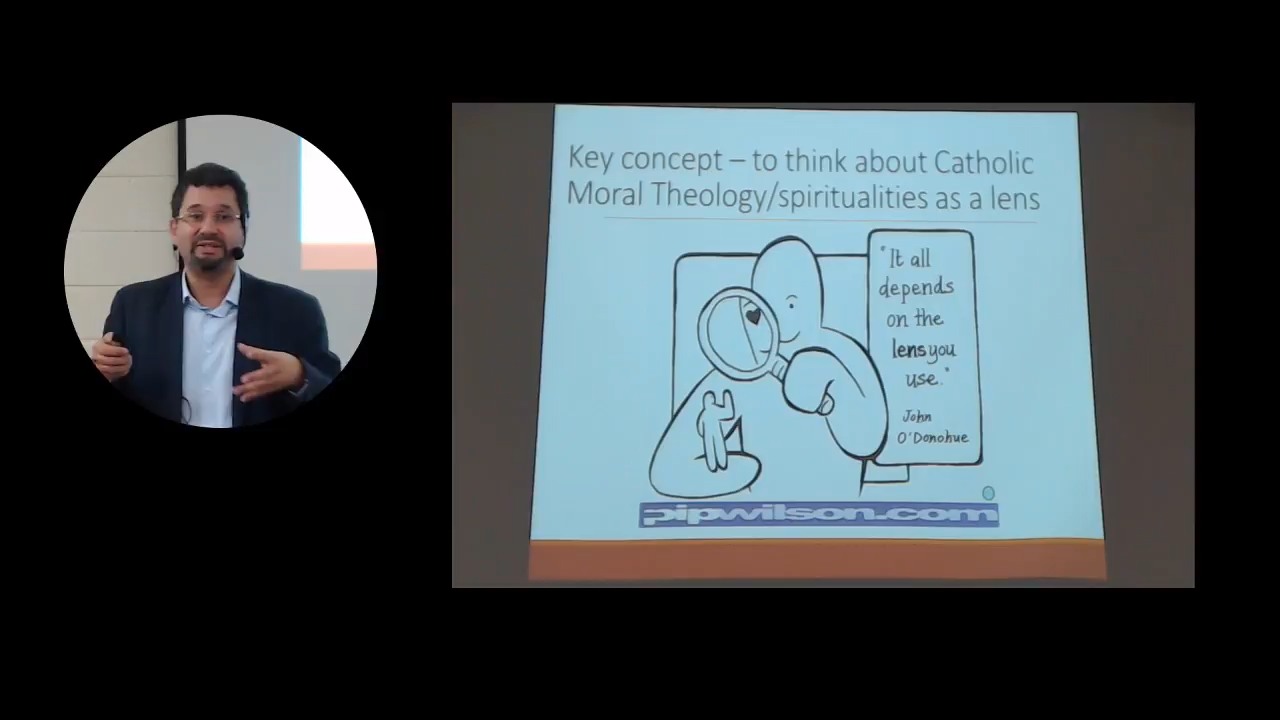 Key concept – to think about Catholic
Moral Theology/spiritualities as a lens
"It all
depends
on the
lens you
use."
John
O'Donohue
pipwilson.com